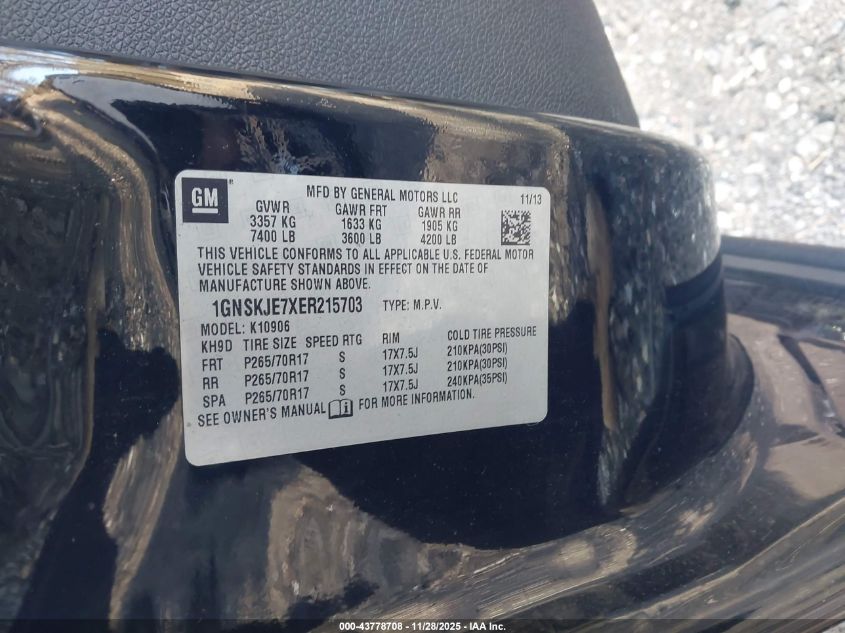 GM
MFD BY GENERAL MOTORS LLC 11/13
GVWR GAWR FRT GAWR RR
3357 KG 1633 KG 1905 KG
7400 LB 3600 LB 4200 LB
THIS VEHICLE CONFORMS TO ALL APPLICABLE U.S. FEDERAL MOTOR
VEHICLE SAFETY STANDARDS IN EFFECT ON THE DATE OF
MANUFACTURE SHOWN ABOVE.
1GNSKJE7XER215703 TYPE: M.P.V.
MODEL: K10906
KH9D TIRE SIZE SPEED RTG RIM COLD TIRE PRESSURE
FRT P265/70R17 S 17X7.5J 210KPA(30PSI)
RR P265/70R17 S 17X7.5J 210KPA(30PSI)
SPA P265/70R17 S 17X7.5J 240KPA(35PSI)
SEE OWNER'S MANUAL FOR MORE INFORMATION.
000-43778708 - 11/28/2025 - IAA Inc.